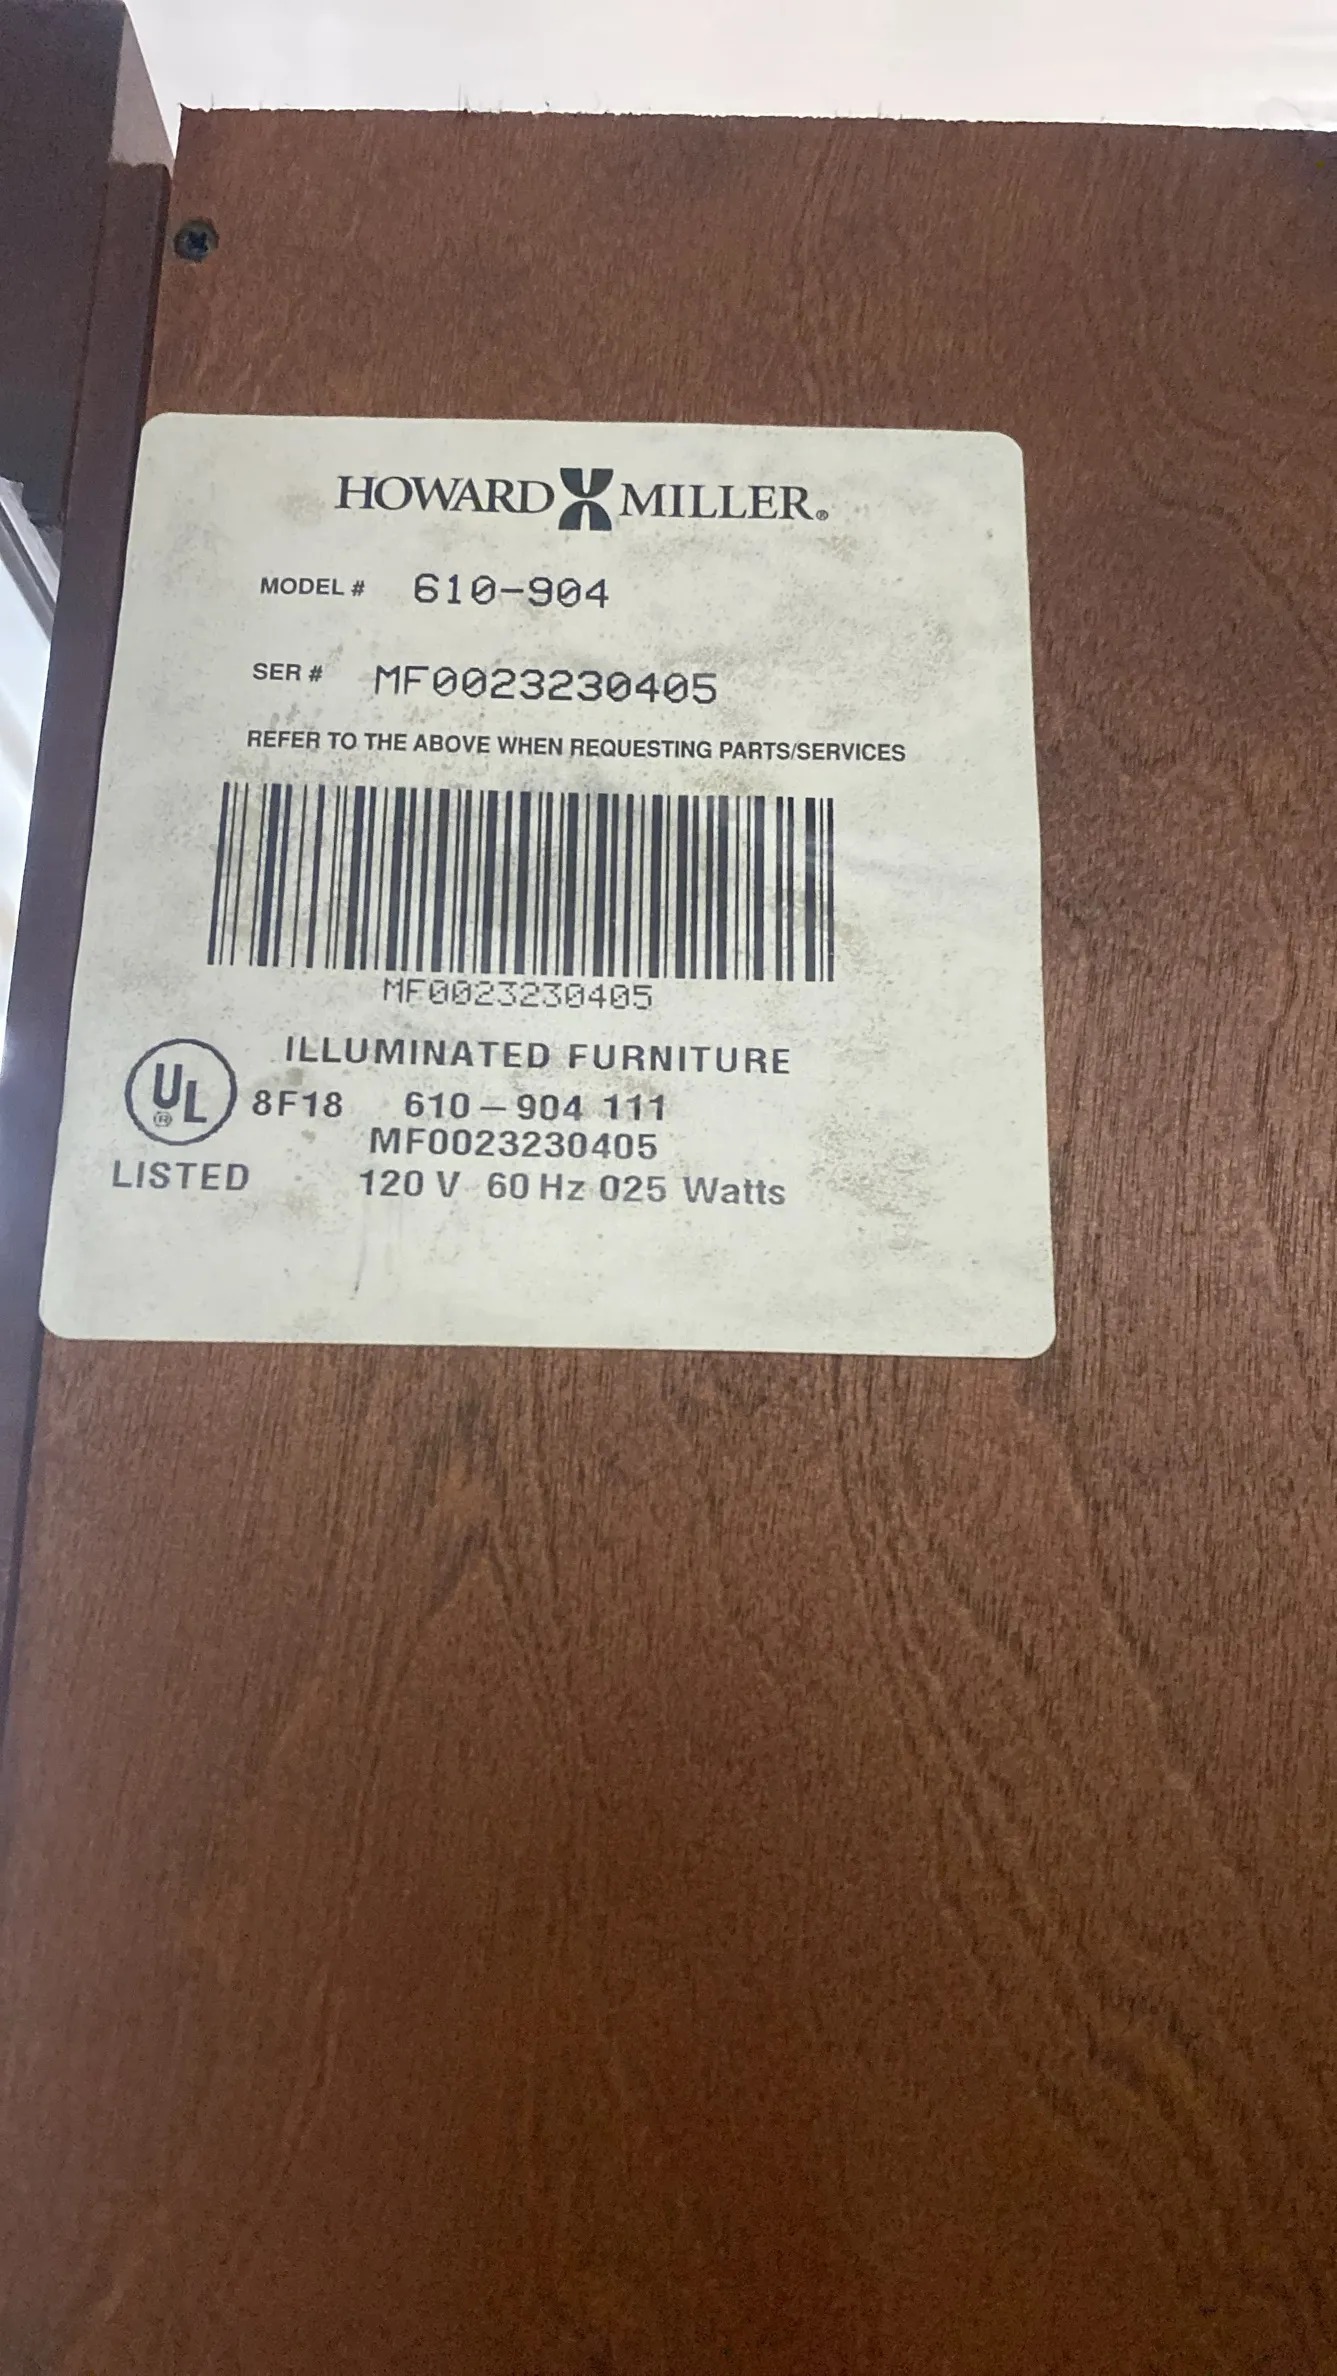 HOWARD MILLER®
MODEL # 610-904
SER # MF0023230405
REFER TO THE ABOVE WHEN REQUESTING PARTS/SERVICES
MF0023230405
ILLUMINATED FURNITURE
UL® 8F18 610-904 111
MF0023230405
LISTED 120 V 60 Hz 025 Watts